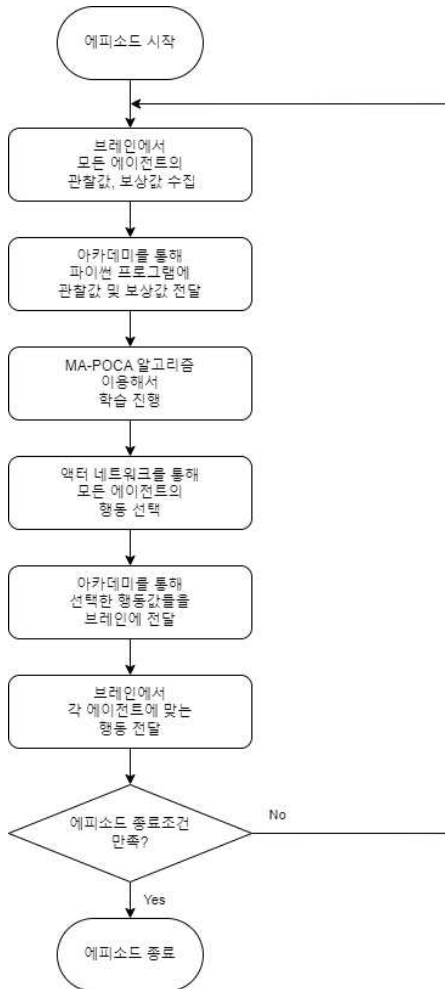 에피소드 시작
브레인에서
모든 에이전트의
관찰값, 보상값 수집
아카데미를 통해
파이썬 프로그램에
관찰값 및 보상값 전달
MA-POCA 알고리즘
이용해서
학습 진행
액터 네트워크를 통해
모든 에이전트의
행동 선택
아카데미를 통해
선택한 행동값들을
브레인에 전달
브레인에서
각 에이전트에 맞는
행동 전달
에피소드 종료조건
만족?
No
Yes
에피소드 종료